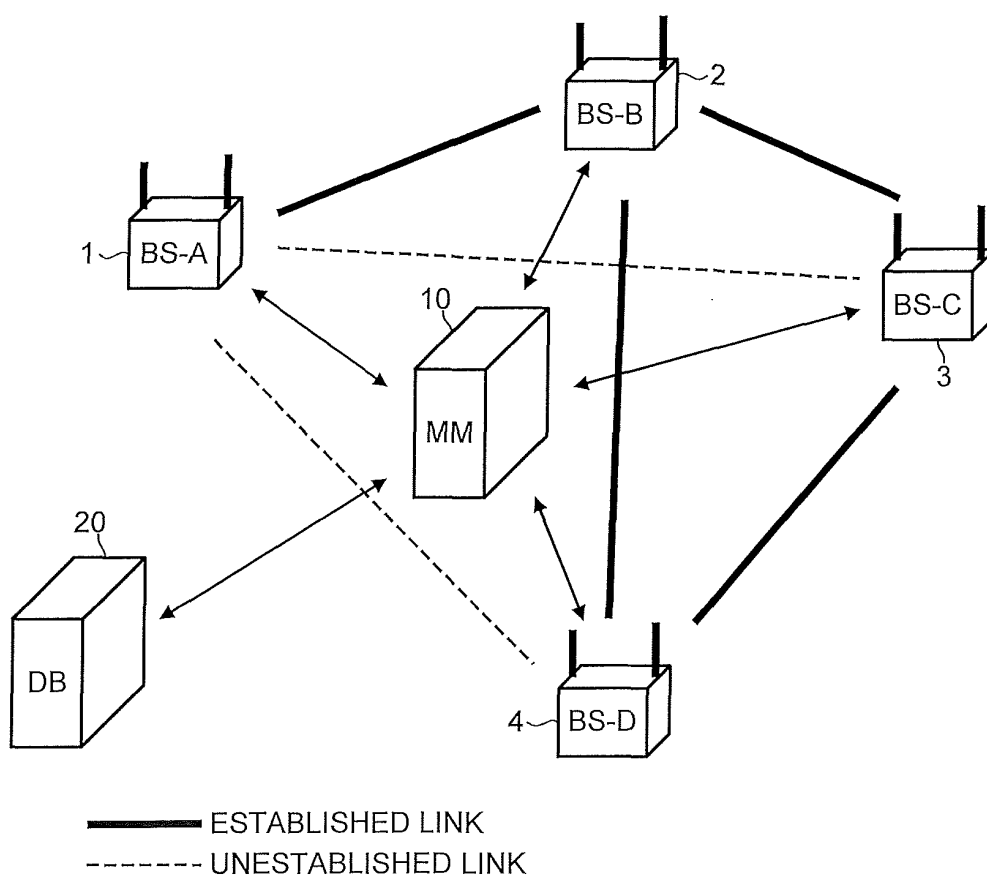 2
BS-B
1
BS-A
10
BS-C
3
MM
20
DB
4
BS-D
ESTABLISHED LINK
UNESTABLISHED LINK